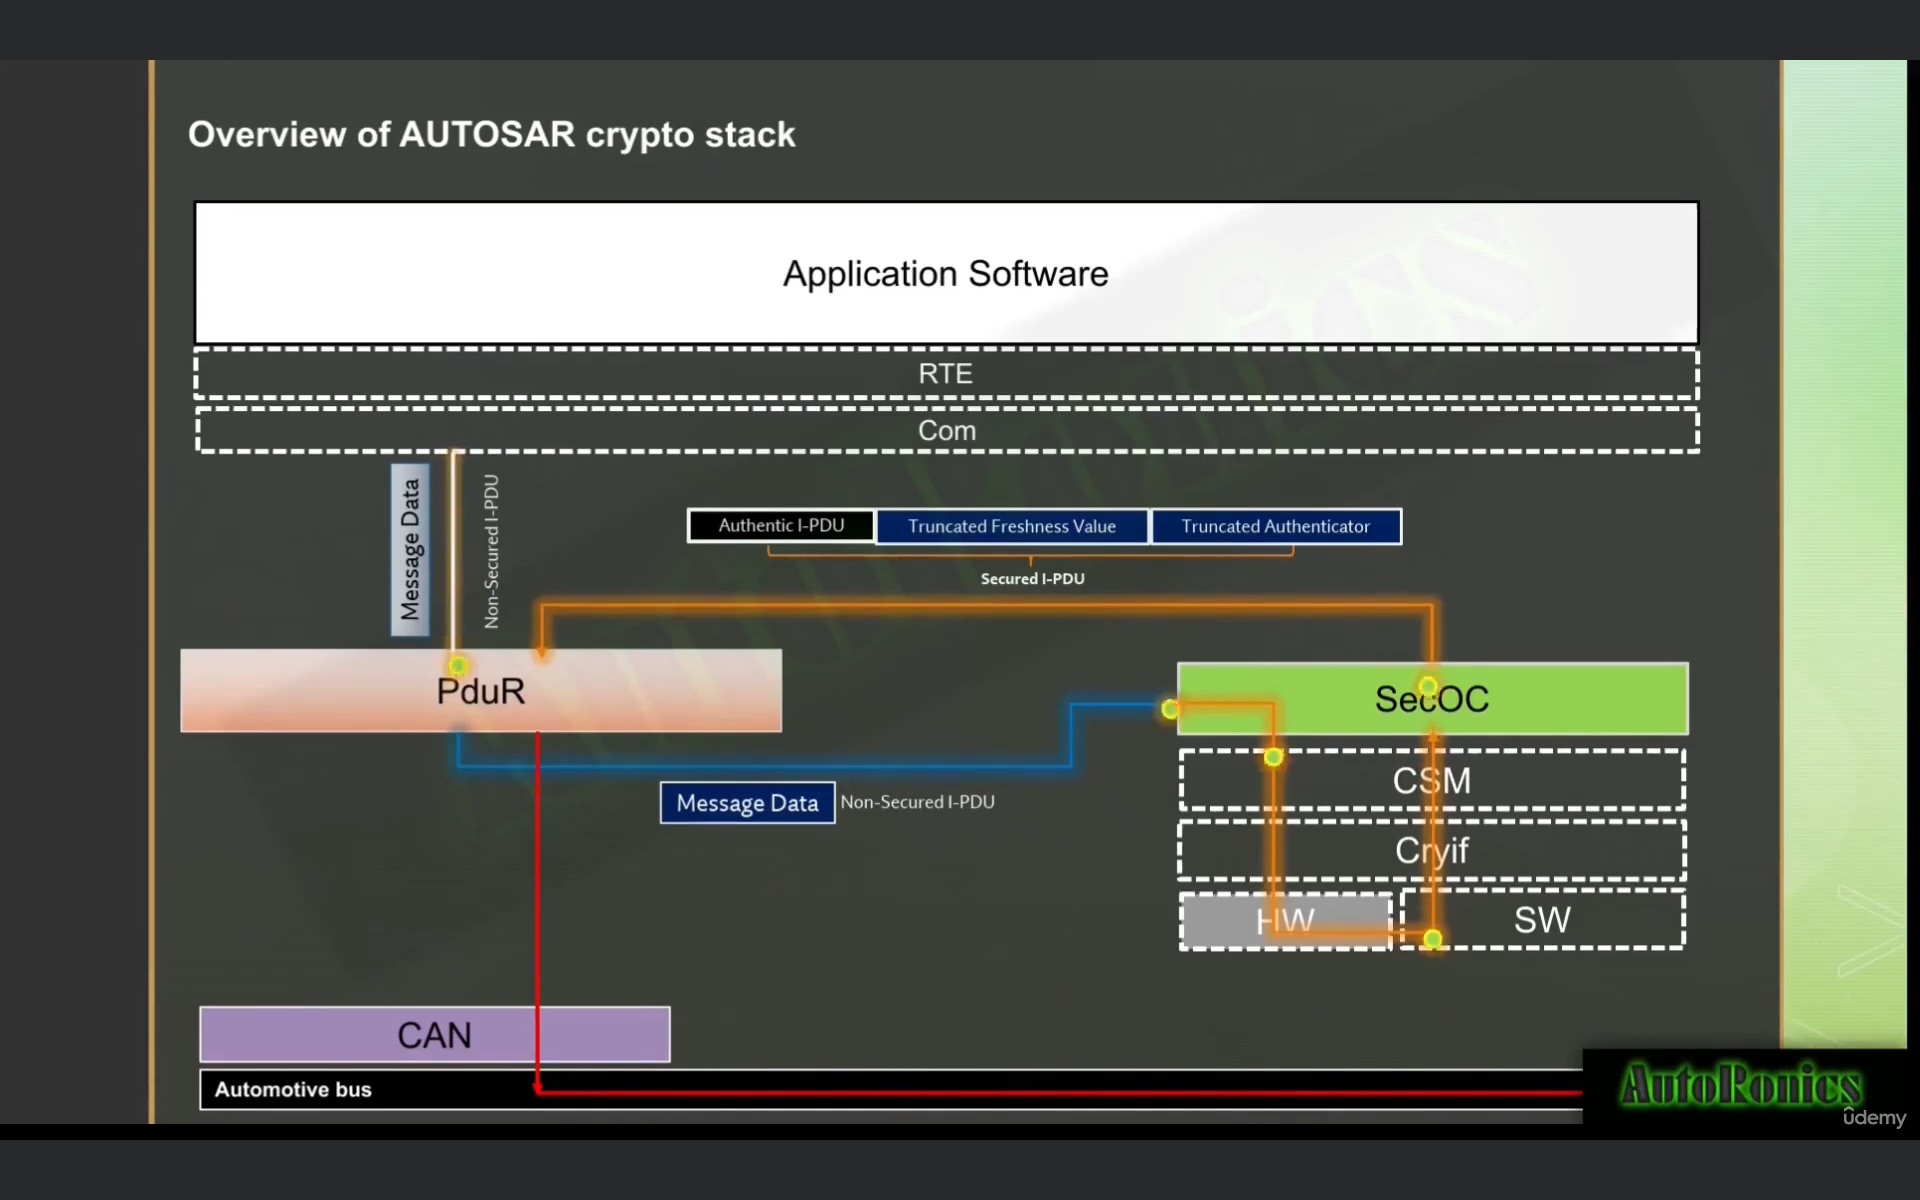 Overview of AUTOSAR crypto stack
Application Software
RTE
Com
Message Data
Non-Secured I-PDU
Authentic I-PDU
Truncated Freshness Value
Truncated Authenticator
Secured I-PDU
PduR
SecOC
Message Data
Non-Secured I-PDU
CSM
Cryif
HW
SW
CAN
Automotive bus
AutoRonics
udemy
AutoRonics